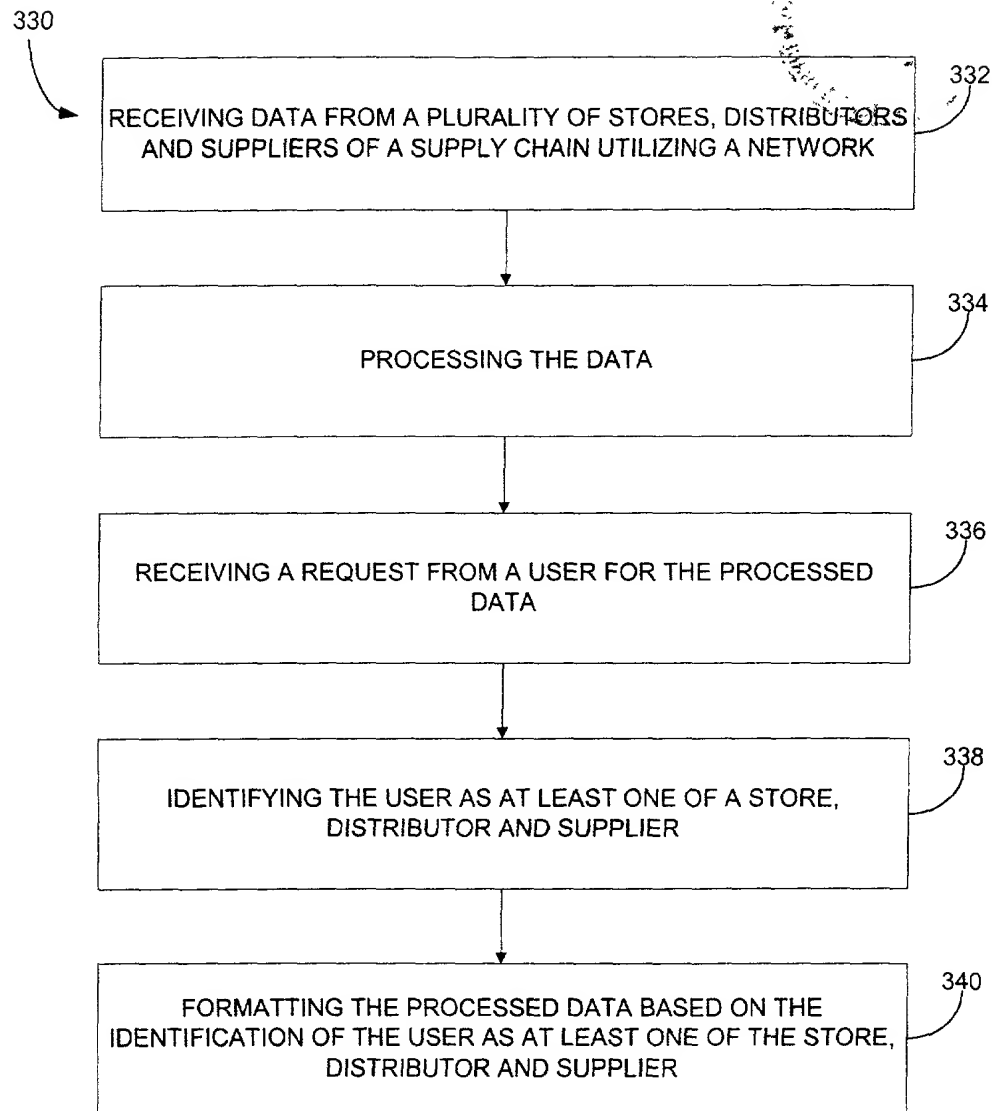 330
332
RECEIVING DATA FROM A PLURALITY OF STORES, DISTRIBUTORS
AND SUPPLIERS OF A SUPPLY CHAIN UTILIZING A NETWORK
334
PROCESSING THE DATA
336
RECEIVING A REQUEST FROM A USER FOR THE PROCESSED
DATA
338
IDENTIFYING THE USER AS AT LEAST ONE OF A STORE,
DISTRIBUTOR AND SUPPLIER
340
FORMATTING THE PROCESSED DATA BASED ON THE
IDENTIFICATION OF THE USER AS AT LEAST ONE OF THE STORE,
DISTRIBUTOR AND SUPPLIER